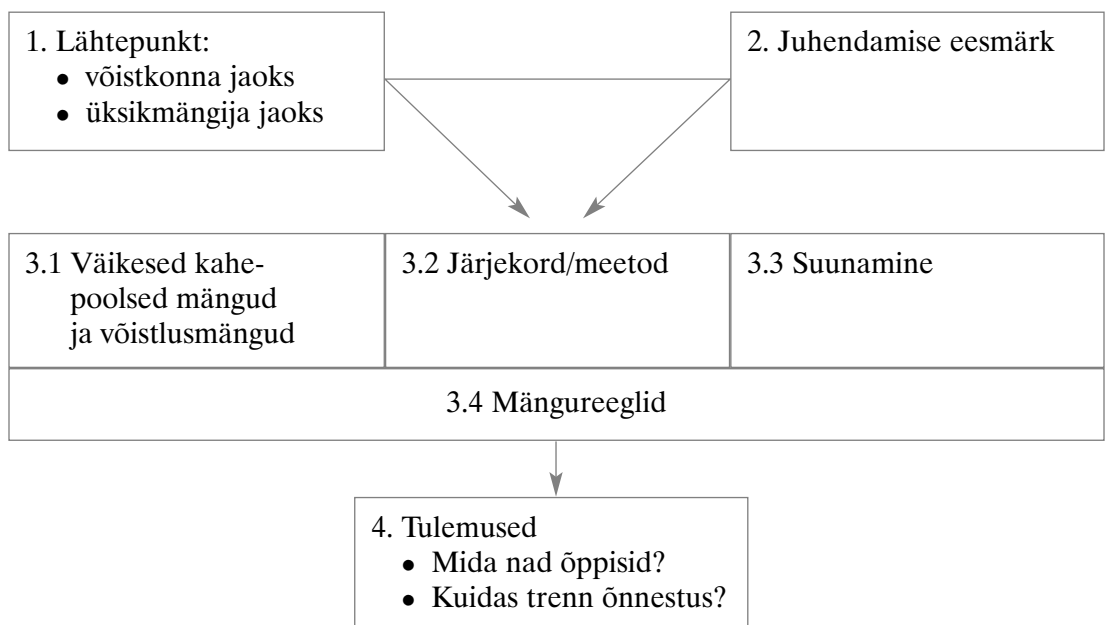 1. Lähtepunkt:
• võistkonna jaoks
• üksikmängija jaoks
2. Juhendamise eesmärk
3.1 Väikesed kahe-
poolsed mängud
ja võistlusmängud
3.2 Järjekord/meetod
3.3 Suunamine
3.4 Mängureeglid
4. Tulemused
• Mida nad õppisid?
• Kuidas trenn õnnestus?